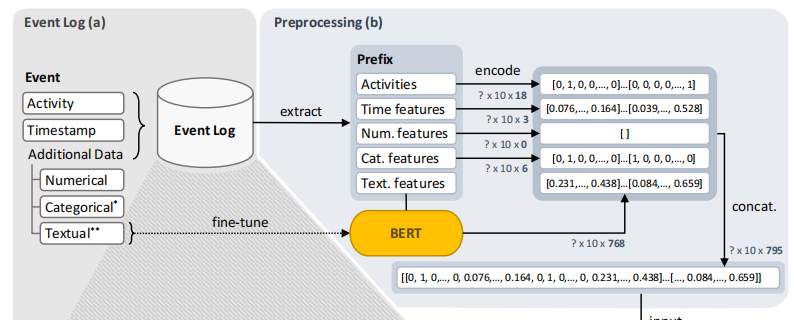 Event Log (a)
Preprocessing (b)
Event
Activity
Timestamp
Additional Data
Numerical
Categorical*
Textual**
Event Log
extract
fine-tune
Prefix
Activities
Time features
Num. features
Cat. features
Text. features
BERT
encode
? x 10 x 18
? x 10 x 3
? x 10 x 0
? x 10 x 6
? x 10 x 768
[0, 1, 0, 0,..., 0]...[0, 0, 0, 0,..., 1]
[0.076,..., 0.164]...[0.039,..., 0.528]
[ ]
[0, 1, 0, 0,..., 0]...[1, 0, 0, 0,..., 0]
[0.231,..., 0.438]...[0.084,..., 0.659]
concat.
? x 10 x 795
[[0, 1, 0,..., 0, 0.076,..., 0.164, 0, 1, 0,..., 0, 0.231,..., 0.438]...[..., 0.084,..., 0.659]]